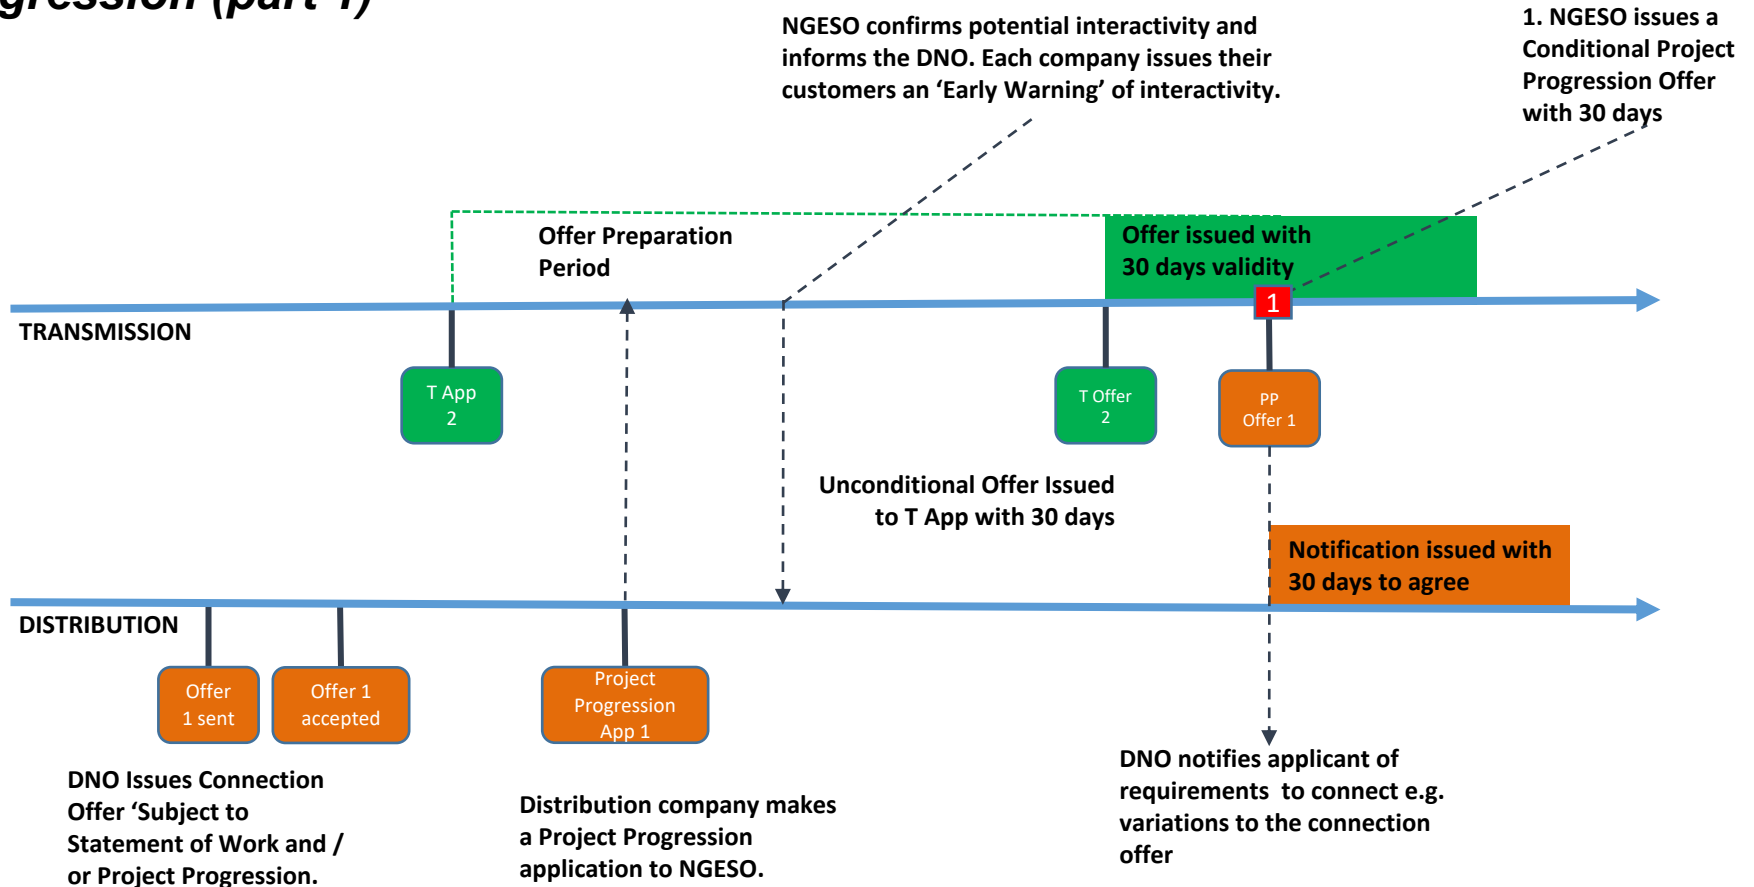 gression (part 1)
NGESO confirms potential interactivity and
informs the DNO. Each company issues their
customers an ‘Early Warning’ of interactivity.
1. NGESO issues a
Conditional Project
Progression Offer
with 30 days
Offer Preparation
Period
Offer issued with
30 days validity
1
TRANSMISSION
T App
2
T Offer
2
PP
Offer 1
Unconditional Offer Issued
to T App with 30 days
Notification issued with
30 days to agree
DISTRIBUTION
Offer
1 sent
Offer 1
accepted
Project
Progression
App 1
DNO Issues Connection
Offer ‘Subject to
Statement of Work and /
or Project Progression.
Distribution company makes
a Project Progression
application to NGESO.
DNO notifies applicant of
requirements to connect e.g.
variations to the connection
offer